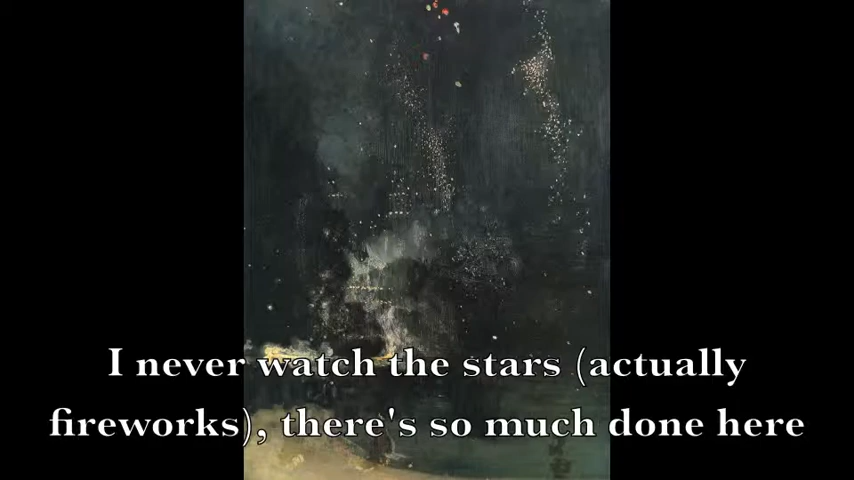 I never watch the stars (actually
fireworks), there's so much done here